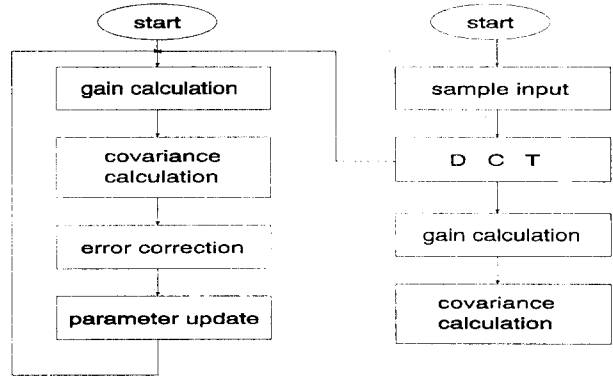 start
gain calculation
covariance
calculation
error correction
parameter update
start
sample input
D C T
gain calculation
covariance
calculation